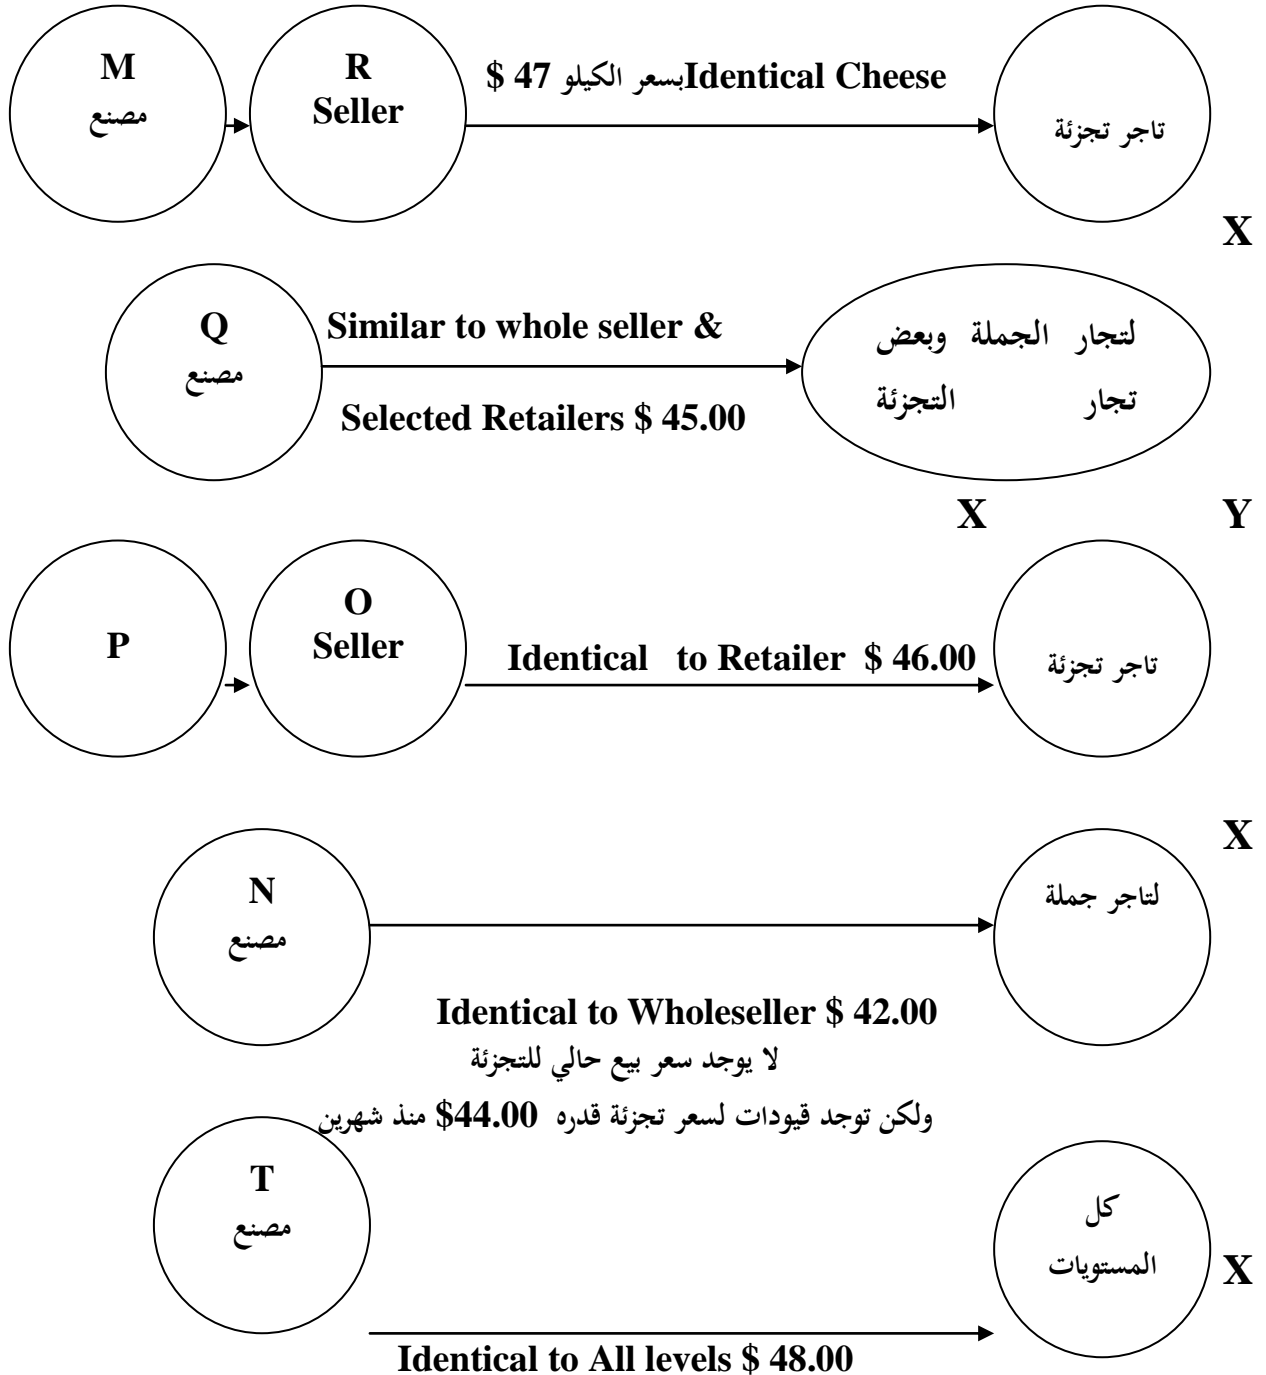 M
مصنع
R
Seller
بسعر الكيلو 47 $ Identical Cheese
تاجر تجزئة
X
Q
مصنع
Similar to whole seller &
Selected Retailers $ 45.00
لتجار الجملة وبعض
تجار التجزئة
X
Y
P
O
Seller
Identical to Retailer $ 46.00
تاجر تجزئة
X
N
مصنع
لتاجر جملة
Identical to Wholeseller $ 42.00
لا يوجد سعر بيع حالي للتجزئة
ولكن توجد قيودات لسعر تجزئة قدره 44.00$ منذ شهرين
T
مصنع
كل
المستويات
X
Identical to All levels $ 48.00